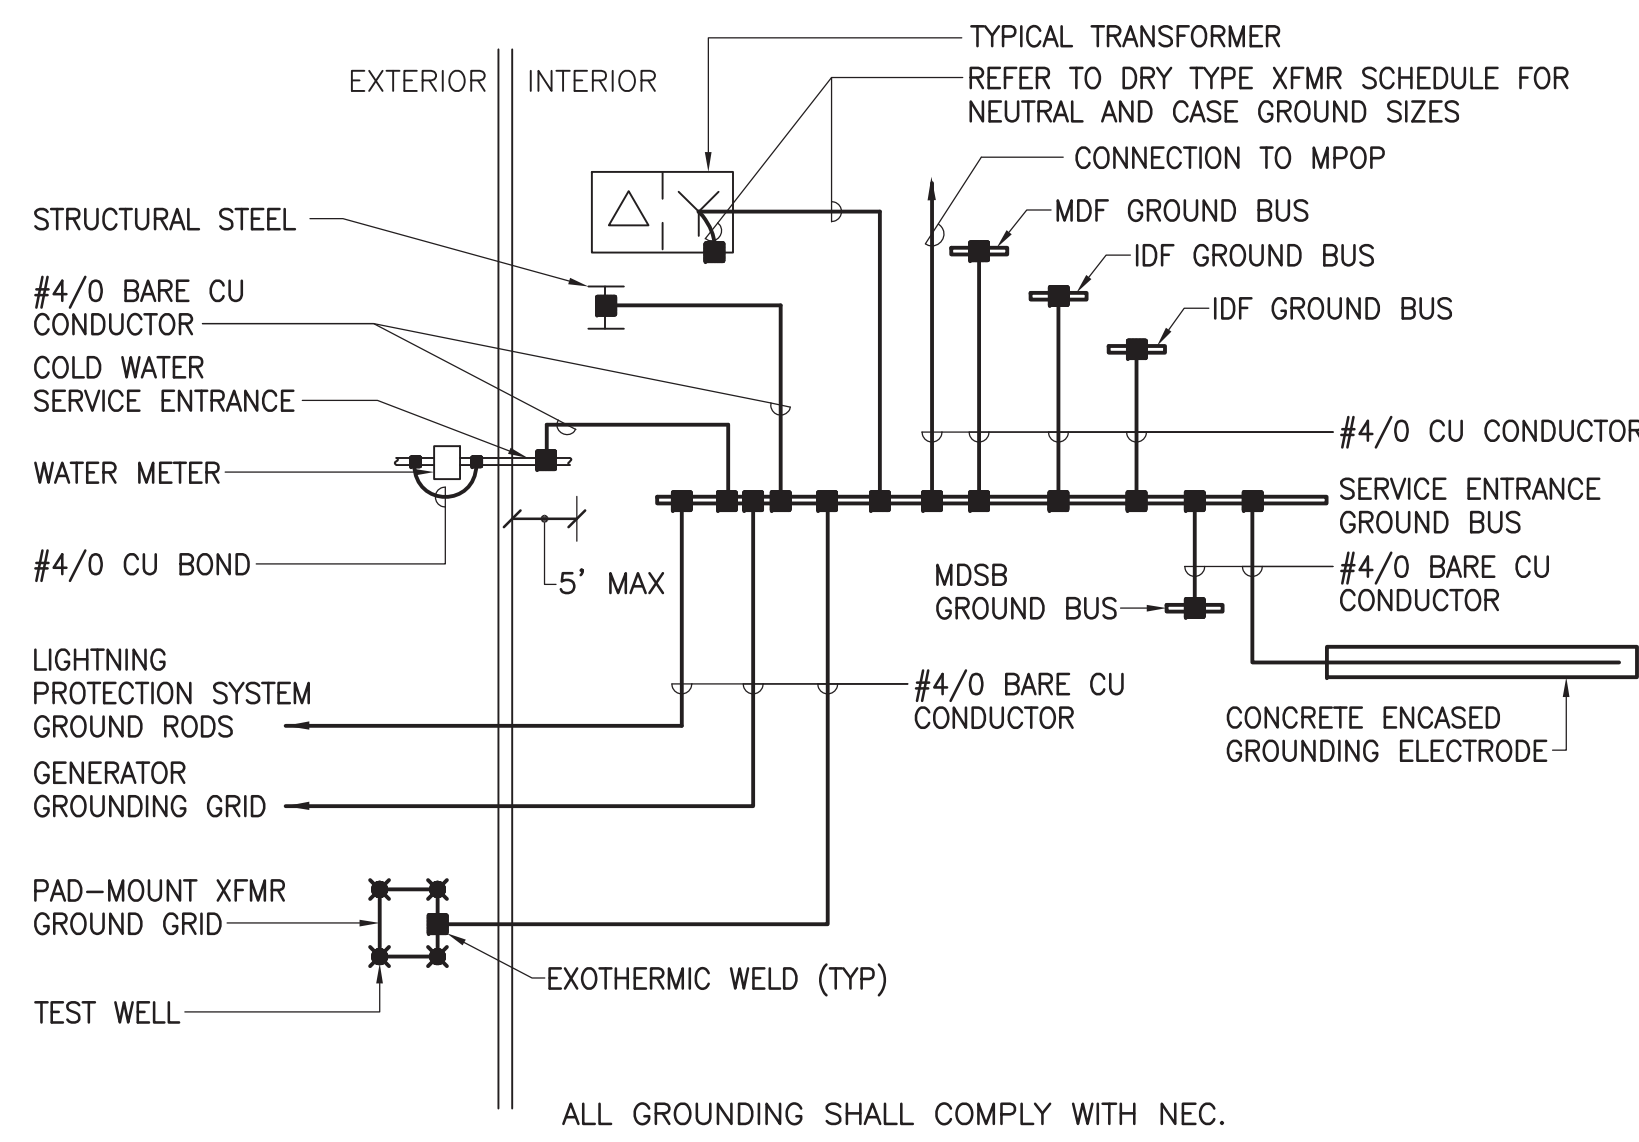 TYPICAL TRANSFORMER
EXTERIOR
INTERIOR
REFER TO DRY TYPE XFMR SCHEDULE FOR
NEUTRAL AND CASE GROUND SIZES
CONNECTION TO MPOP
STRUCTURAL STEEL
MDF GROUND BUS
IDF GROUND BUS
#4/0 BARE CU
CONDUCTOR
IDF GROUND BUS
COLD WATER
SERVICE ENTRANCE
#4/0 CU CONDUCTOR
WATER METER
SERVICE ENTRANCE
GROUND BUS
#4/0 CU BOND
5' MAX
MDSB
GROUND BUS
#4/0 BARE CU
CONDUCTOR
LIGHTNING
PROTECTION SYSTEM
GROUND RODS
#4/0 BARE CU
CONDUCTOR
CONCRETE ENCASED
GROUNDING ELECTRODE
GENERATOR
GROUNDING GRID
PAD-MOUNT XFMR
GROUND GRID
EXOTHERMIC WELD (TYP)
TEST WELL
ALL GROUNDING SHALL COMPLY WITH NEC.